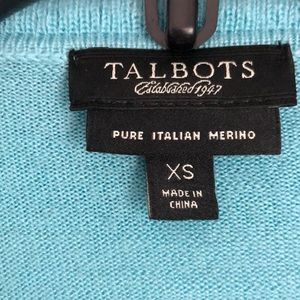 TALBOTS
Established 1947
PURE ITALIAN MERINO
XS
MADE IN
CHINA